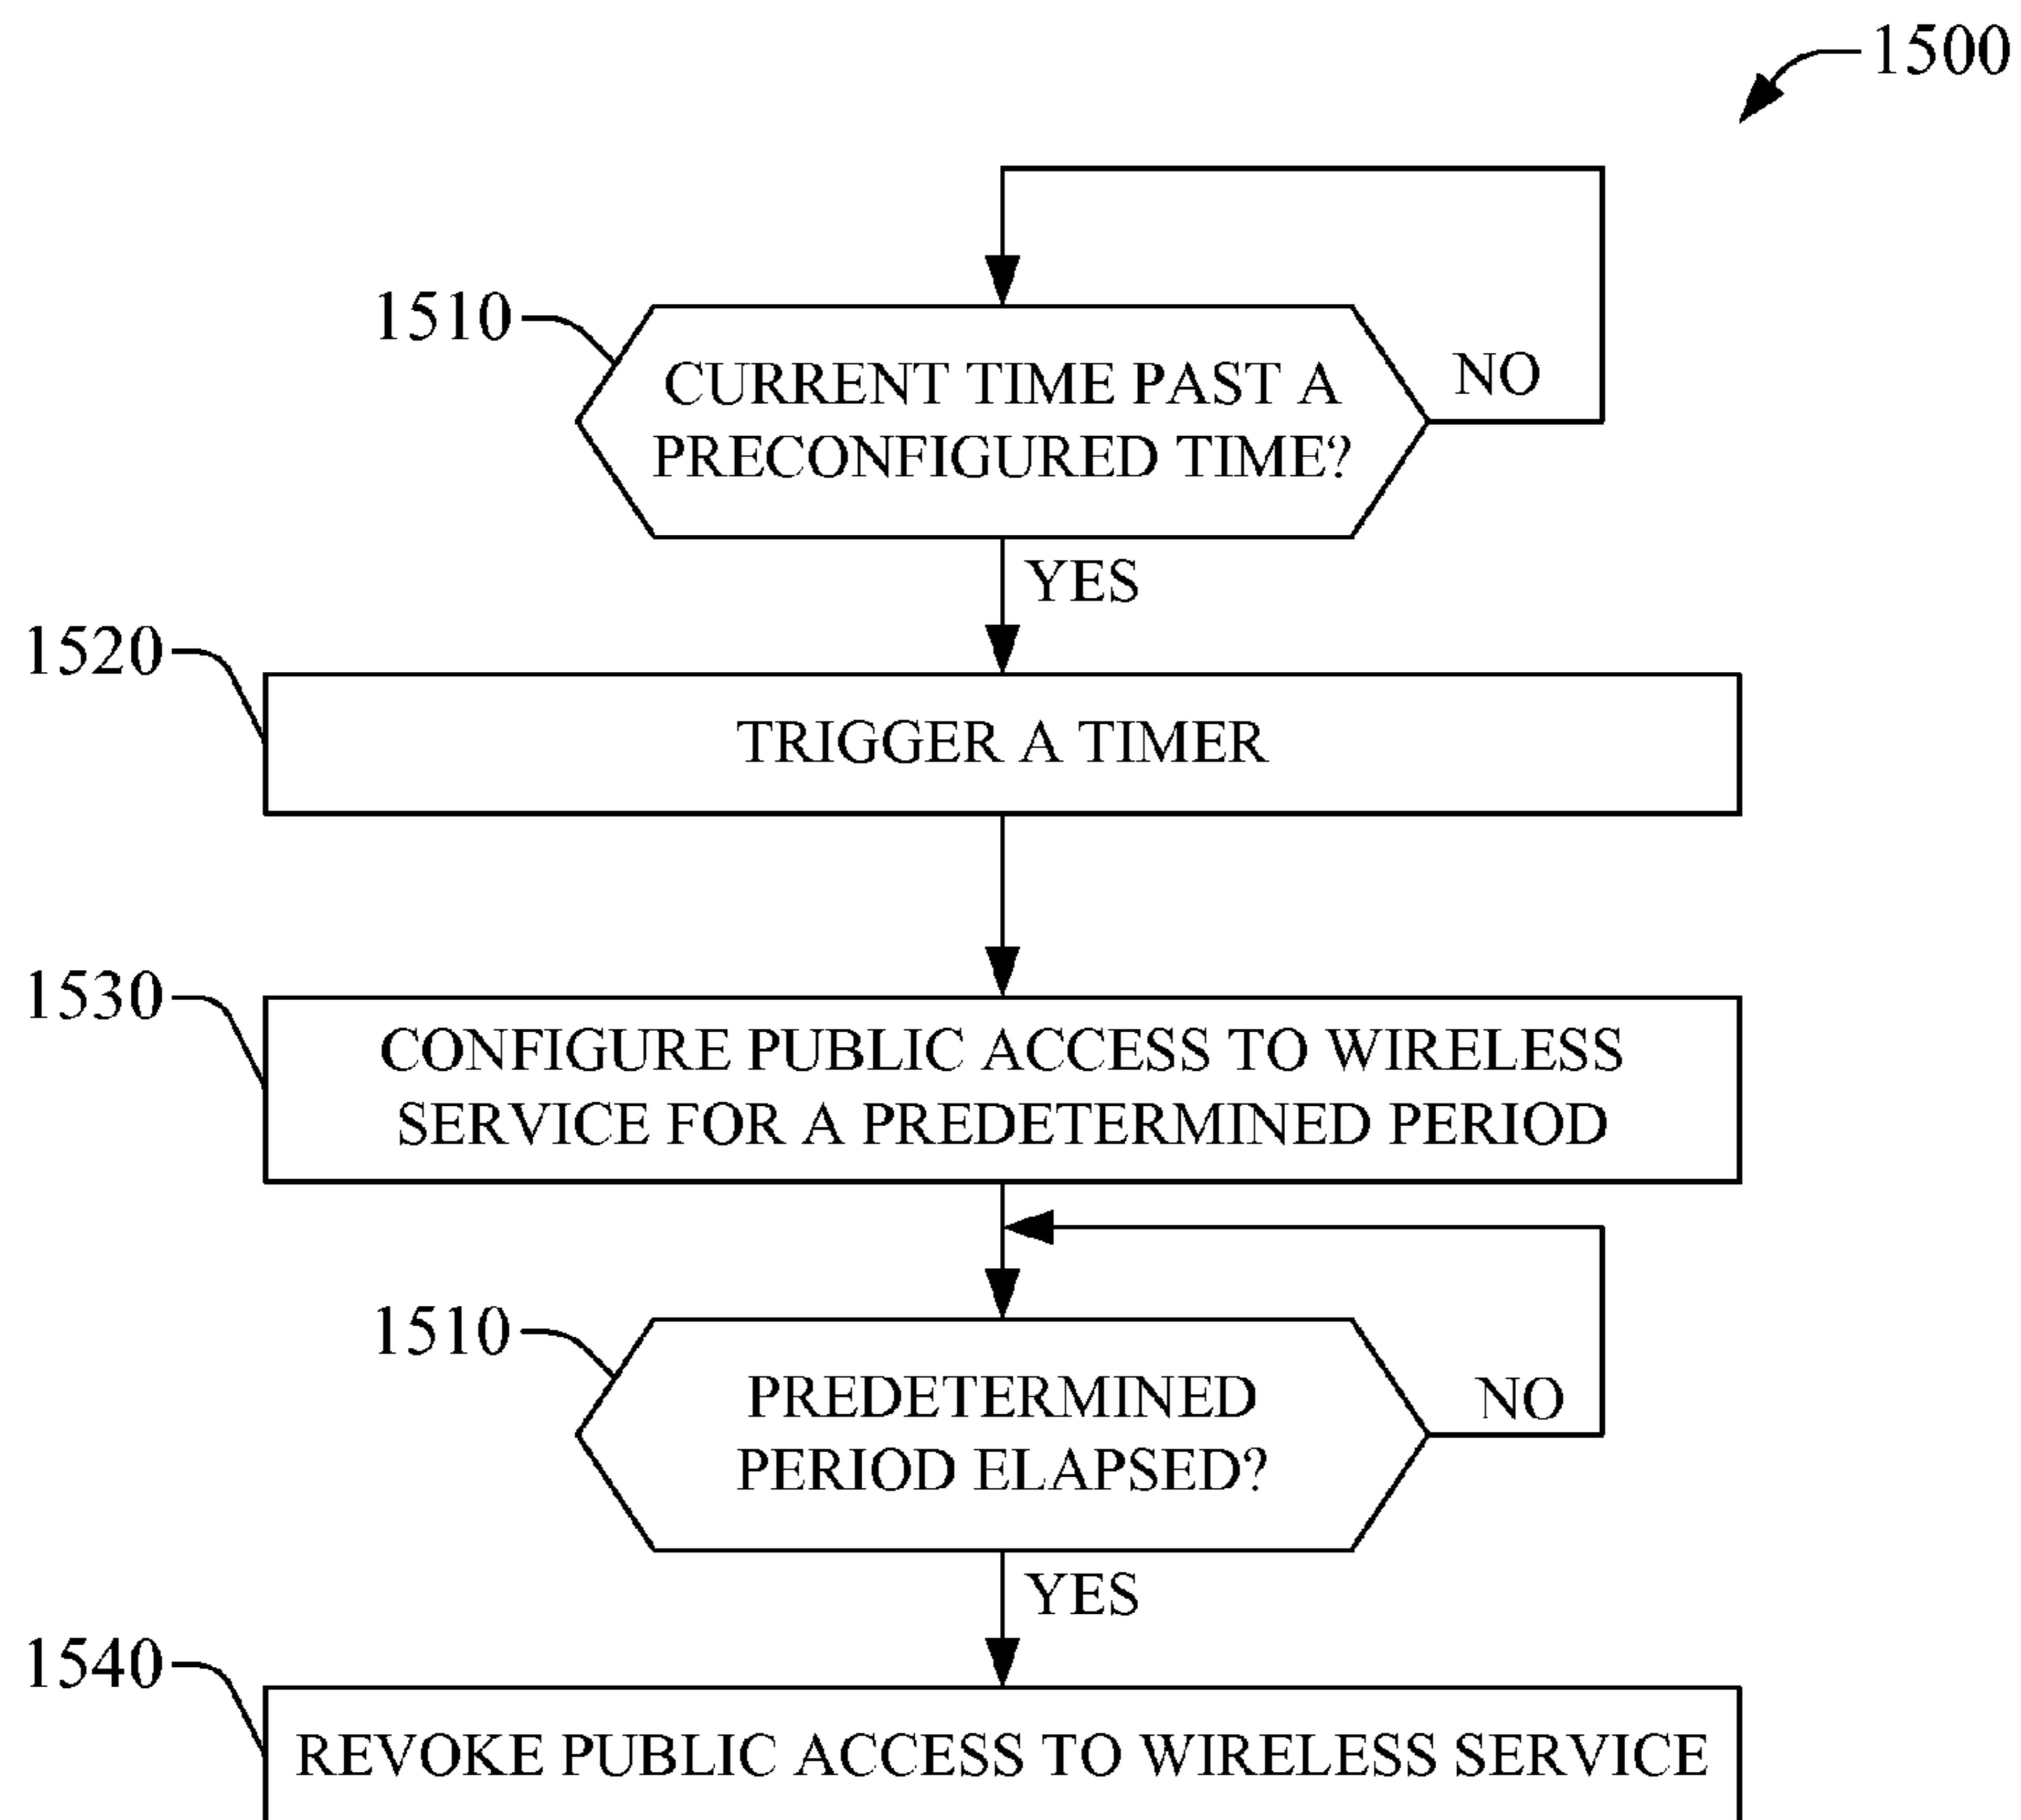 1500
1510
CURRENT TIME PAST A
PRECONFIGURED TIME?
NO
YES
1520
TRIGGER A TIMER
1530
CONFIGURE PUBLIC ACCESS TO WIRELESS
SERVICE FOR A PREDETERMINED PERIOD
1510
PREDETERMINED
PERIOD ELAPSED?
NO
YES
1540
REVOKE PUBLIC ACCESS TO WIRELESS SERVICE